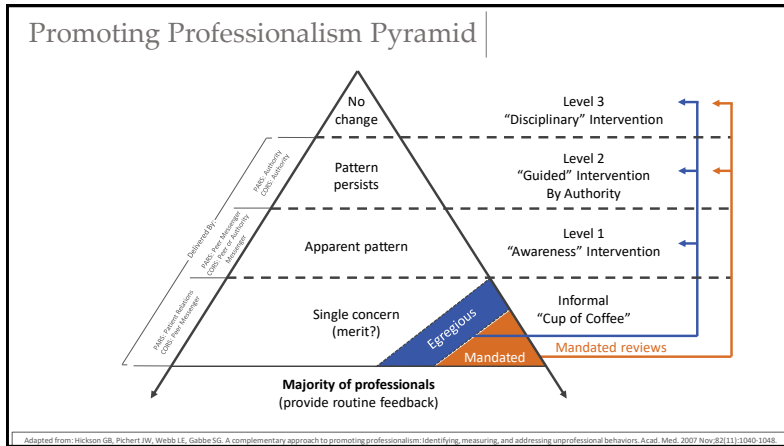 Promoting Professionalism Pyramid
No
change
Level 3
"Disciplinary" Intervention
PARS: Authority
CORS: Authority
Pattern
persists
Level 2
"Guided" Intervention
By Authority
Delivered By:
PARS: Peer Messenger
CORS: Peer or Authority
Messenger
Apparent pattern
Level 1
"Awareness" Intervention
PARS: Patient Relations
CORS: Peer Messenger
Single concern
(merit?)
Egregious
Mandated
Informal
"Cup of Coffee"
Mandated reviews
Majority of professionals
(provide routine feedback)
Adapted from: Hickson GB, Pichert JW, Webb LE, Gabbe SG. A complementary approach to promoting professionalism: Identifying, measuring, and addressing unprofessional behaviors. Acad. Med. 2007 Nov;82(11):1040-1048.